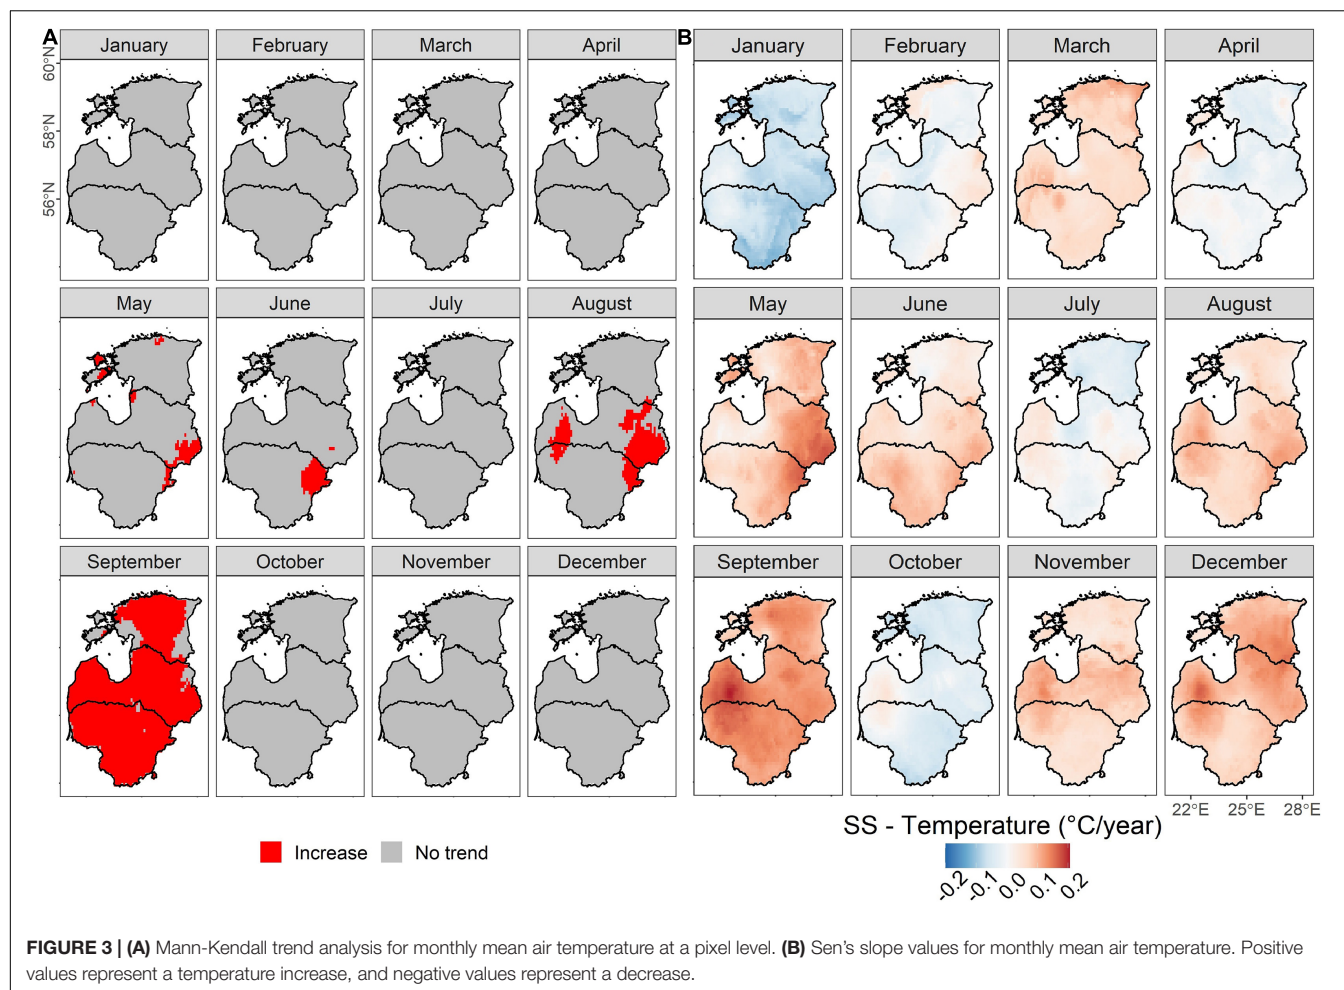 A
B
January
February
March
April
January
February
March
April
60°N
58°N
56°N
May
June
July
August
May
June
July
August
September
October
November
December
September
October
November
December
22°E 25°E 28°E
SS - Temperature (°C/year)
-0.2 -0.1 0.0 0.1 0.2
Increase No trend
FIGURE 3 | (A) Mann-Kendall trend analysis for monthly mean air temperature at a pixel level. (B) Sen's slope values for monthly mean air temperature. Positive
values represent a temperature increase, and negative values represent a decrease.